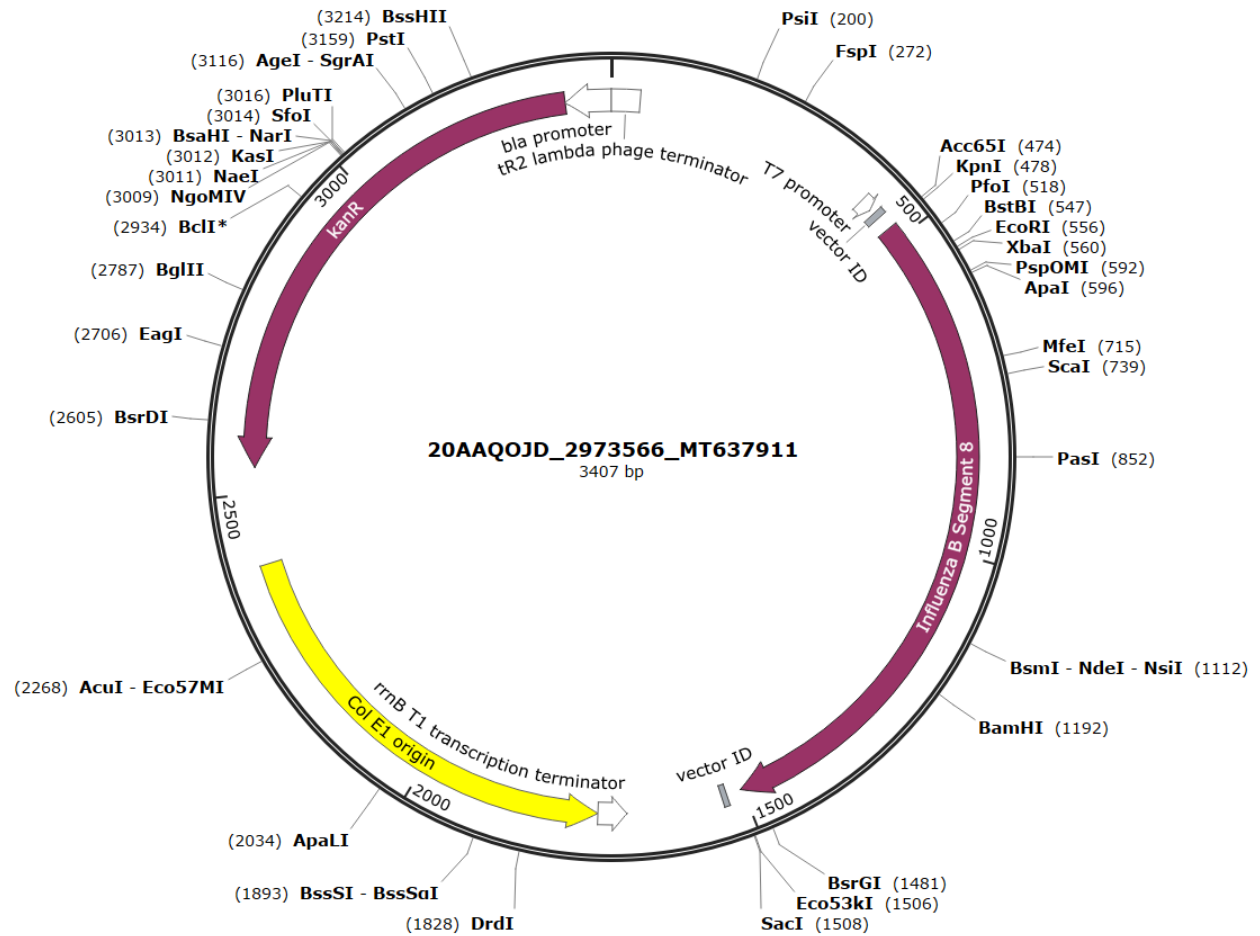 (3214) BssHII
(3159) PstI
(3116) AgeI - SgrAI
(3016) PluTI
(3014) SfoI
(3013) BsaHI - NarI
(3012) KasI
(3011) NaeI
(3009) NgoMIV
(2934) BclI*
(2787) BglII
(2706) EagI
(2605) BsrDI
(2268) AcuI - Eco57MI
(2034) ApaLI
(1893) BssSI - BssSαI
(1828) DrdI
PsiI (200)
FspI (272)
Acc65I (474)
KpnI (478)
PfoI (518)
BstBI (547)
EcoRI (556)
XbaI (560)
PspOMI (592)
ApaI (596)
MfeI (715)
ScaI (739)
PasI (852)
BsmI - NdeI - NsiI (1112)
BamHI (1192)
BsrGI (1481)
Eco53kI (1506)
SacI (1508)
bla promoter
tR2 lambda phage terminator
T7 promoter
vector ID
kanR
Influenza B Segment 8
20AAQOJD_2973566_MT637911
3407 bp
Col E1 origin
rrnB T1 transcription terminator
vector ID
500
1000
1500
2000
2500
3000